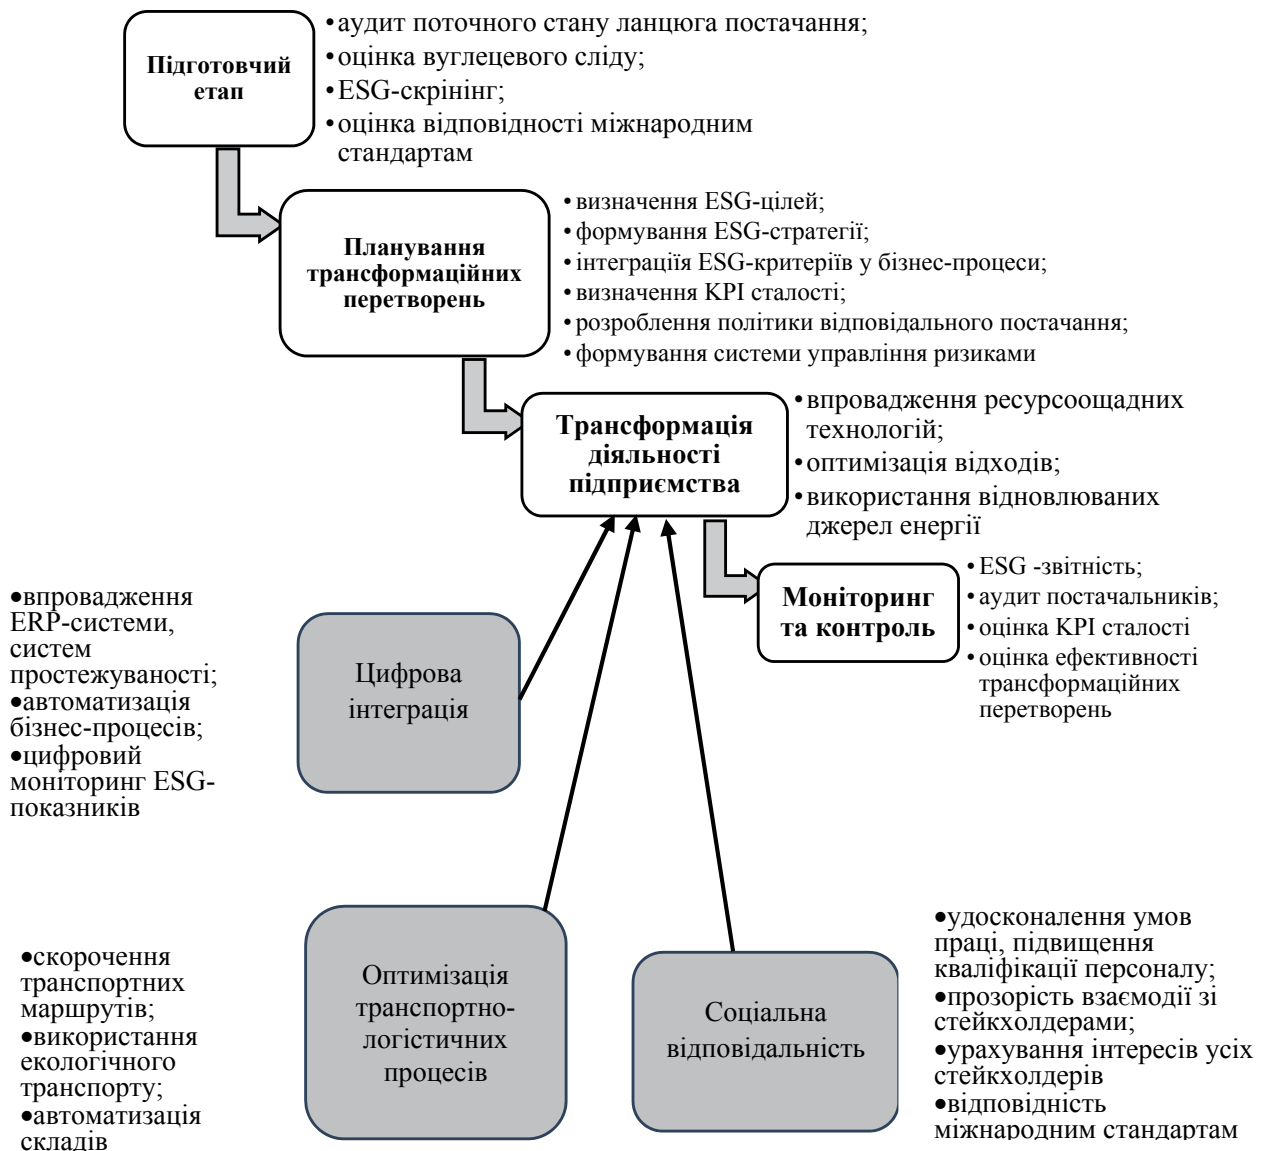 Підготовчий
етап
•аудит поточного стану ланцюга постачання;
•оцінка вуглецевого сліду;
•ESG-скрінінг;
•оцінка відповідності міжнародним
стандартам
Планування
трансформаційних
перетворень
•визначення ESG-цілей;
•формування ESG-стратегії;
•інтеграціїя ESG-критеріїв у бізнес-процеси;
•визначення KPI сталості;
•розроблення політики відповідального постачання;
•формування системи управління ризиками
Трансформація
діяльності
підприємства
•впровадження ресурсоощадних
технологій;
•оптимізація відходів;
•використання відновлюваних
джерел енергії
Моніторинг
та контроль
•ESG -звітність;
•аудит постачальників;
•оцінка KPI сталості
•оцінка ефективності
трансформаційних
перетворень
•впровадження
ERP-системи,
систем
простежуваності;
•автоматизація
бізнес-процесів;
•цифровий
моніторинг ESG-
показників
Цифрова
інтеграція
•скорочення
транспортних
маршрутів;
•використання
екологічного
транспорту;
•автоматизація
складів
Оптимізація
транспортно-
логістичних
процесів
Соціальна
відповідальність
•удосконалення умов
праці, підвищення
кваліфікації персоналу;
•прозорість взаємодії зі
стейкхолдерами;
•урахування інтересів усіх
стейкхолдерів
•відповідність
міжнародним стандартам